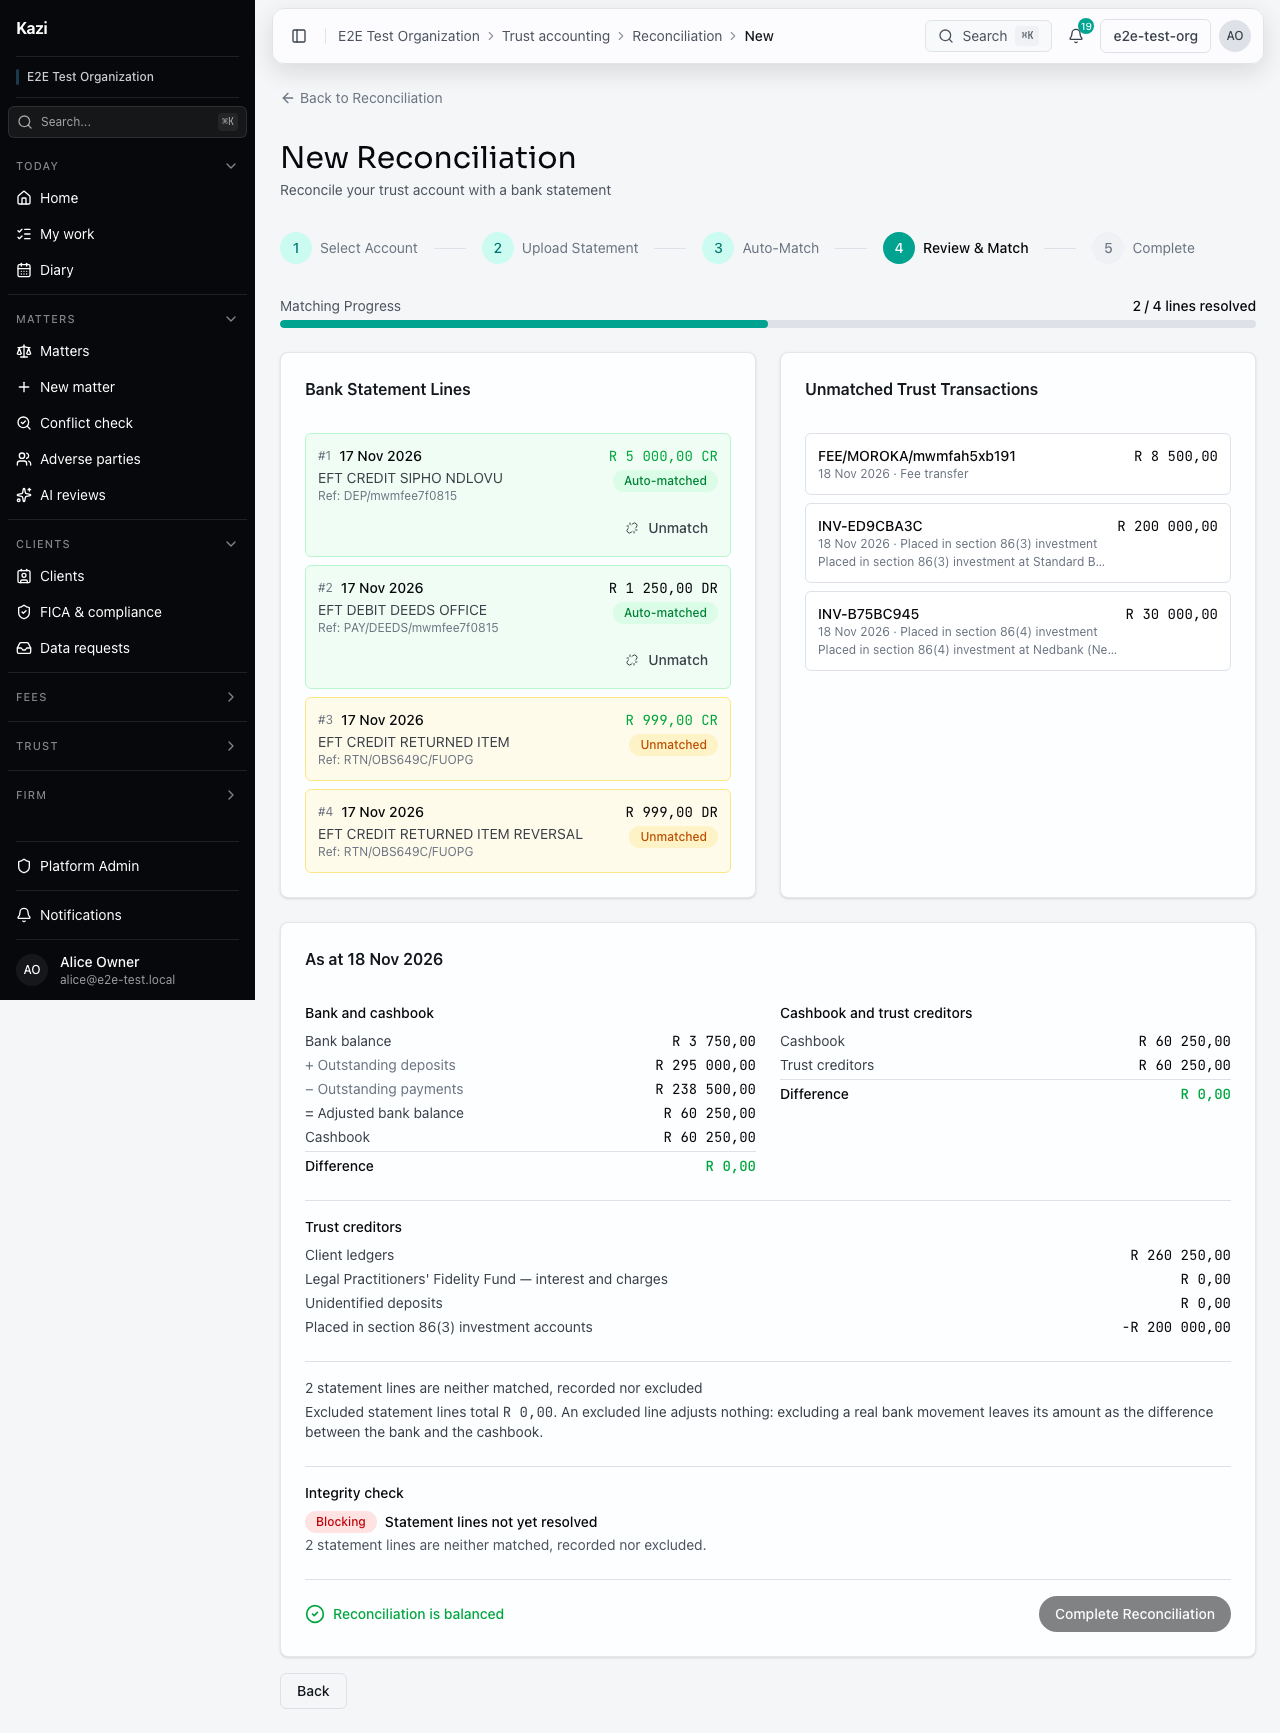 Kazi
E2E Test Organization
Search...
⌘K
TODAY
Home
My work
Diary
MATTERS
Matters
New matter
Conflict check
Adverse parties
AI reviews
CLIENTS
Clients
FICA & compliance
Data requests
FEES
TRUST
FIRM
Platform Admin
Notifications
AO
Alice Owner
alice@e2e-test.local
E2E Test Organization > Trust accounting > Reconciliation > New
Search ⌘K
19
e2e-test-org
AO
← Back to Reconciliation
New Reconciliation
Reconcile your trust account with a bank statement
1 Select Account
2 Upload Statement
3 Auto-Match
4 Review & Match
5 Complete
Matching Progress
2 / 4 lines resolved
Bank Statement Lines
#1 17 Nov 2026 R 5 000,00 CR
EFT CREDIT SIPHO NDLOVU Auto-matched
Ref: DEP/mwmfee7f0815
Unmatch
#2 17 Nov 2026 R 1 250,00 DR
EFT DEBIT DEEDS OFFICE Auto-matched
Ref: PAY/DEEDS/mwmfee7f0815
Unmatch
#3 17 Nov 2026 R 999,00 CR
EFT CREDIT RETURNED ITEM Unmatched
Ref: RTN/OBS649C/FUOPG
#4 17 Nov 2026 R 999,00 DR
EFT CREDIT RETURNED ITEM REVERSAL Unmatched
Ref: RTN/OBS649C/FUOPG
Unmatched Trust Transactions
FEE/MOROKA/mwmfah5xb191 R 8 500,00
18 Nov 2026 · Fee transfer
INV-ED9CBA3C R 200 000,00
18 Nov 2026 · Placed in section 86(3) investment
Placed in section 86(3) investment at Standard B...
INV-B75BC945 R 30 000,00
18 Nov 2026 · Placed in section 86(4) investment
Placed in section 86(4) investment at Nedbank (Ne...
As at 18 Nov 2026
Bank and cashbook
Bank balance R 3 750,00
+ Outstanding deposits R 295 000,00
− Outstanding payments R 238 500,00
= Adjusted bank balance R 60 250,00
Cashbook R 60 250,00
Difference R 0,00
Cashbook and trust creditors
Cashbook R 60 250,00
Trust creditors R 60 250,00
Difference R 0,00
Trust creditors
Client ledgers R 260 250,00
Legal Practitioners' Fidelity Fund — interest and charges R 0,00
Unidentified deposits R 0,00
Placed in section 86(3) investment accounts -R 200 000,00
2 statement lines are neither matched, recorded nor excluded
Excluded statement lines total R 0,00. An excluded line adjusts nothing: excluding a real bank movement leaves its amount as the difference
between the bank and the cashbook.
Integrity check
Blocking Statement lines not yet resolved
2 statement lines are neither matched, recorded nor excluded.
Reconciliation is balanced
Complete Reconciliation
Back